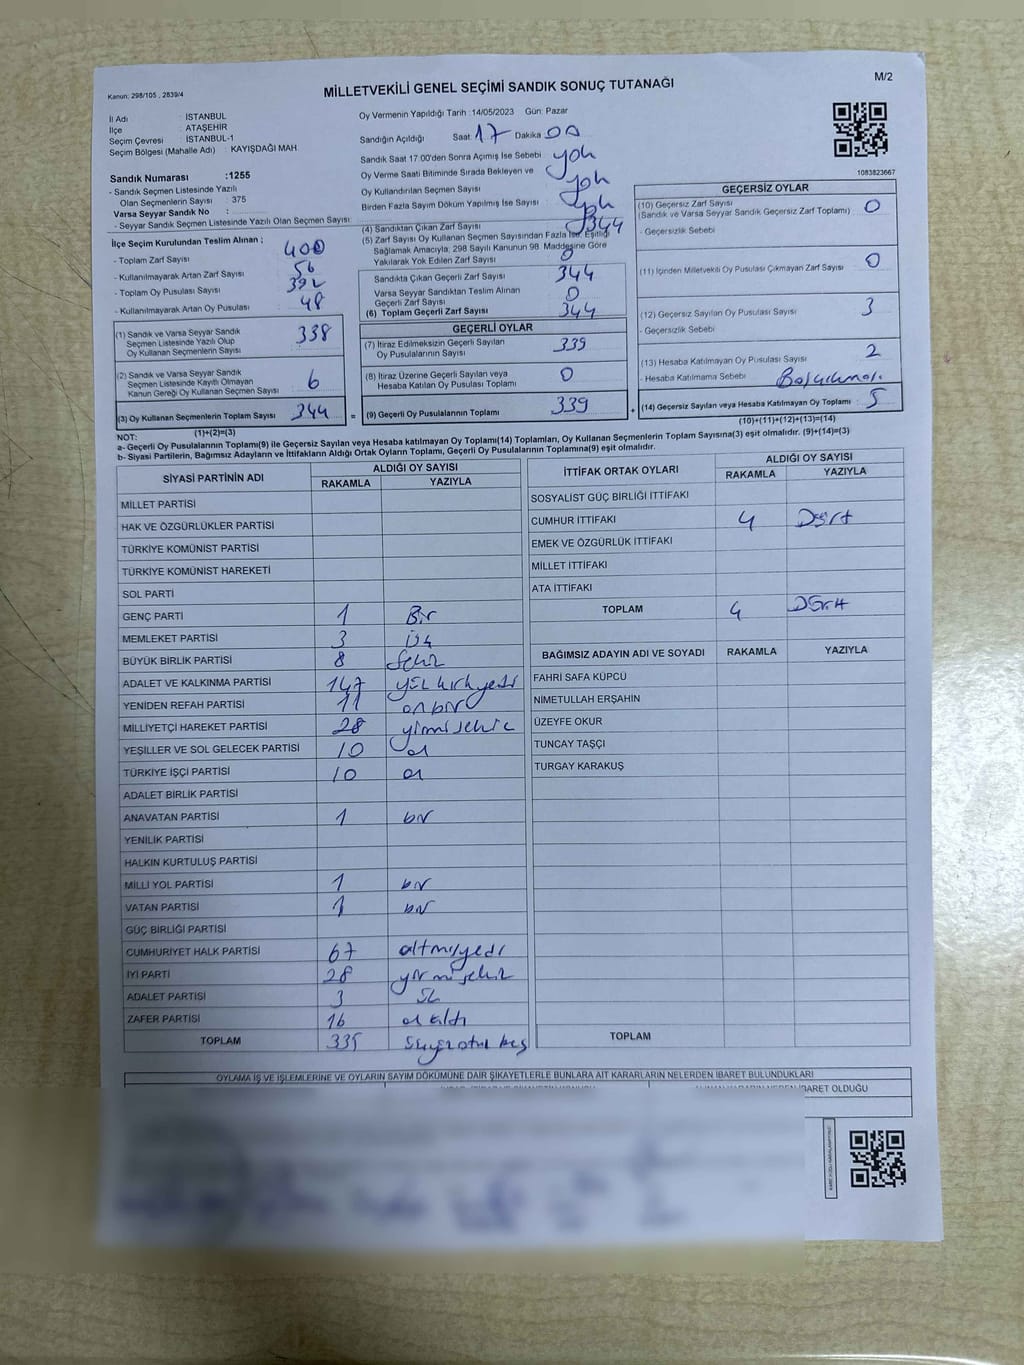 Kanun: 298/105 , 2839/4
MİLLETVEKİLİ GENEL SEÇİMİ SANDIK SONUÇ TUTANAĞI
M/2
İl Adı : İSTANBUL
İlçe : ATAŞEHİR
Seçim Çevresi : İSTANBUL-1
Seçim Bölgesi (Mahalle Adı) : KAYIŞDAĞI MAH.
Sandık Numarası :1255
- Sandık Seçmen Listesinde Yazılı
Olan Seçmenlerin Sayısı : 375
Varsa Seyyar Sandık No :
- Seyyar Sandık Seçmen Listesinde Yazılı Olan Seçmen Sayısı
Oy Vermenin Yapıldığı Tarih :14/05/2023 Gün: Pazar
Sandığın Açıldığı Saat: 17 Dakika 00
Sandık Saat 17:00'den Sonra Açımış İse Sebebi yok
Oy Verme Saati Bitiminde Sırada Bekleyen ve
Oy Kullandırılan Seçmen Sayısı yok
Birden Fazla Sayım Döküm Yapılmış İse Sayısı yok
1083823667
İlçe Seçim Kurulundan Teslim Alınan ;
- Toplam Zarf Sayısı 400
- Kullanılmayarak Artan Zarf Sayısı 56
- Toplam Oy Pusulası Sayısı 392
- Kullanılmayarak Artan Oy Pusulası 48
(1) Sandık ve Varsa Seyyar Sandık
Seçmen Listesinde Yazılı Olup
Oy Kullanan Seçmenlerin Sayısı 338
(2) Sandık ve Varsa Seyyar Sandık
Seçmen Listesinde Kayıtlı Olmayan
Kanun Gereği Oy Kullanan Seçmen Sayısı 6
(3) Oy Kullanan Seçmenlerin Toplam Sayısı 344
(1)+(2)=(3)
(4) Sandıktan Çıkan Zarf Sayısı 344
(5) Zarf Sayısı Oy Kullanan Seçmen Sayısından Fazla İse, Eşitliği
Sağlamak Amacıyla, 298 Sayılı Kanunun 98. Maddesine Göre
Yakılarak Yok Edilen Zarf Sayısı 0
Sandıkta Çıkan Geçerli Zarf Sayısı 344
Varsa Seyyar Sandıktan Teslim Alınan
Geçerli Zarf Sayısı 0
(6) Toplam Geçerli Zarf Sayısı 344
GEÇERLİ OYLAR
(7) İtiraz Edilmeksizin Geçerli Sayılan
Oy Pusulalarının Sayısı 339
(8) İtiraz Üzerine Geçerli Sayılan veya
Hesaba Katılan Oy Pusulası Toplamı 0
= (9) Geçerli Oy Pusulalarının Toplamı 339
GEÇERSİZ OYLAR
(10) Geçersiz Zarf Sayısı 0
(Sandık ve Varsa Seyyar Sandık Geçersiz Zarf Toplamı)
- Geçersizlik Sebebi
(11) İçinden Milletvekili Oy Pusulası Çıkmayan Zarf Sayısı 0
(12) Geçersiz Sayılan Oy Pusulası Sayısı 3
- Geçersizlik Sebebi
(13) Hesaba Katılmayan Oy Pusulası Sayısı 2
- Hesaba Katılmama Sebebi
+ (14) Geçersiz Sayılan veya Hesaba Katılmayan Oy Toplamı : 5
(10)+(11)+(12)+(13)=(14)
NOT:
a- Geçerli Oy Pusulalarının Toplamı(9) ile Geçersiz Sayılan veya Hesaba katılmayan Oy Toplamı(14) Toplamları, Oy Kullanan Seçmenlerin Toplam Sayısına(3) eşit olmalıdır. (9)+(14)=(3)
b- Siyasi Partilerin, Bağımsız Adayların ve İttifakların Aldığı Ortak Oyların Toplamı, Geçerli Oy Pusulalarının Toplamına(9) eşit olmalıdır.
SİYASİ PARTİNİN ADI ALDIĞI OY SAYISI
RAKAMLA YAZIYLA
MİLLET PARTİSİ
HAK VE ÖZGÜRLÜKLER PARTİSİ
TÜRKİYE KOMÜNİST PARTİSİ
TÜRKİYE KOMÜNİST HAREKETİ
SOL PARTİ
GENÇ PARTİ 1 Bir
MEMLEKET PARTİSİ 3 üç
BÜYÜK BİRLİK PARTİSİ 8 Sekiz
ADALET VE KALKINMA PARTİSİ 147 yüz kırk yedi
YENİDEN REFAH PARTİSİ 11 on bir
MİLLİYETÇİ HAREKET PARTİSİ 28 yirmi sekiz
YEŞİLLER VE SOL GELECEK PARTİSİ 10 on
TÜRKİYE İŞÇİ PARTİSİ 10 on
ADALET BİRLİK PARTİSİ
ANAVATAN PARTİSİ 1 bir
YENİLİK PARTİSİ
HALKIN KURTULUŞ PARTİSİ
MİLLİ YOL PARTİSİ 1 bir
VATAN PARTİSİ 1 bir
GÜÇ BİRLİĞİ PARTİSİ
CUMHURİYET HALK PARTİSİ 67 altmışyedi
İYİ PARTİ 28 yirmi sekiz
ADALET PARTİSİ 3 üç
ZAFER PARTİSİ 16 on altı
TOPLAM 335 üçyüz otuz beş
İTTİFAK ORTAK OYLARI ALDIĞI OY SAYISI
RAKAMLA YAZIYLA
SOSYALİST GÜÇ BİRLİĞİ İTTİFAKI
CUMHUR İTTİFAKI 4 Dört
EMEK VE ÖZGÜRLÜK İTTİFAKI
MİLLET İTTİFAKI
ATA İTTİFAKI
TOPLAM 4 Dört
BAĞIMSIZ ADAYIN ADI VE SOYADI RAKAMLA YAZIYLA
FAHRİ SAFA KÜPCÜ
NİMETULLAH ERŞAHİN
ÜZEYFE OKUR
TUNCAY TAŞÇI
TURGAY KARAKUŞ
TOPLAM
OYLAMA İŞ VE İŞLEMLERİNE VE OYLARIN SAYIM DÖKÜMÜNE DAİR ŞİKAYETLERLE BUNLARA AİT KARARLARIN NELERDEN İBARET BULUNDUKLARI
İBARET OLDUĞU